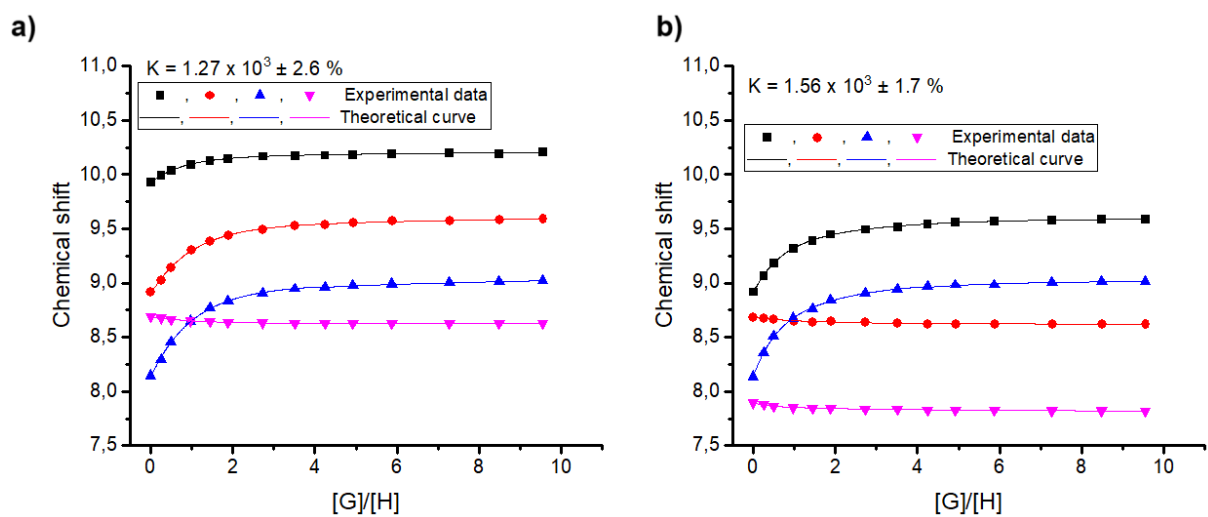 a)
K = 1.27 x 10³ ± 2.6 %
, , , Experimental data
, , , Theoretical curve
11,0
10,5
10,0
9,5
9,0
8,5
8,0
7,5
Chemical shift
0 2 4 6 8 10
[G]/[H]
b)
K = 1.56 x 10³ ± 1.7 %
, , , Experimental data
, , , Theoretical curve
11,0
10,5
10,0
9,5
9,0
8,5
8,0
7,5
Chemical shift
0 2 4 6 8 10
[G]/[H]